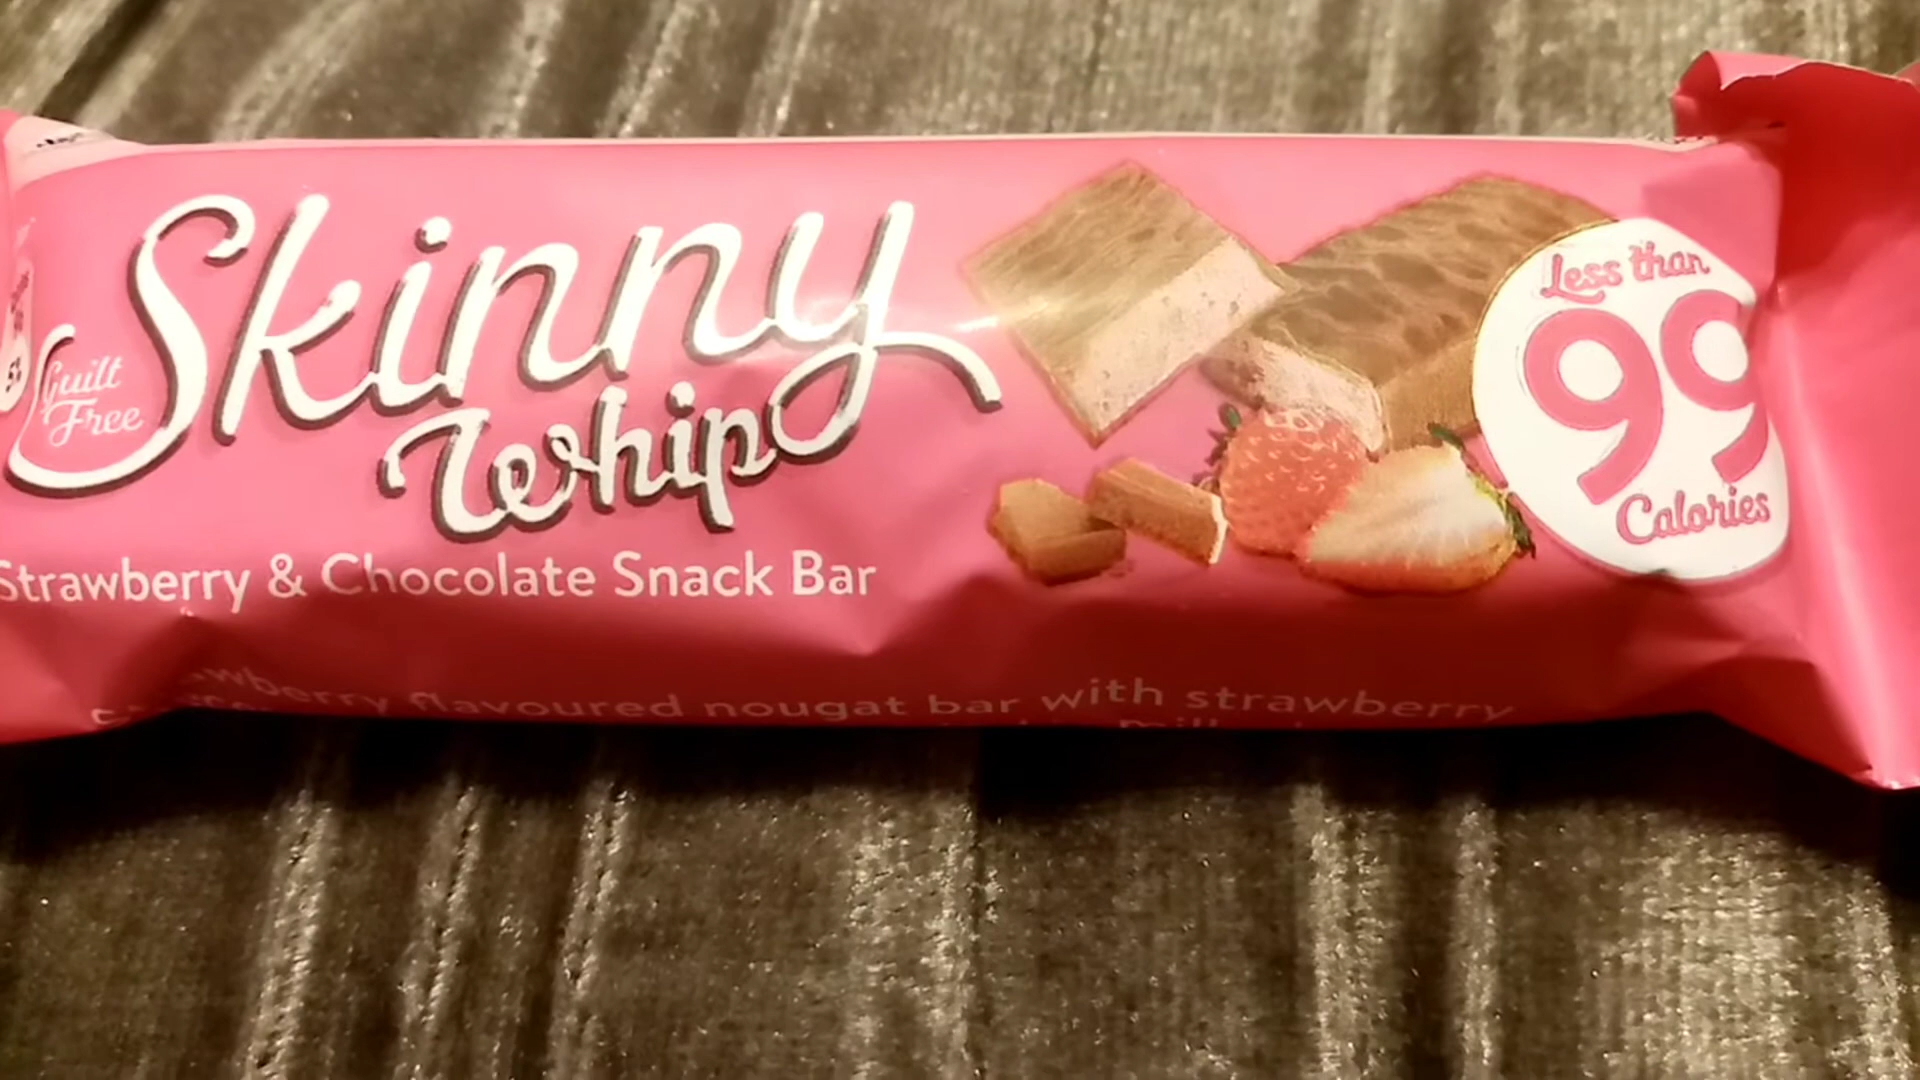 Guilt
Free
Skinny
Whip
Strawberry & Chocolate Snack Bar
Less than
99
Calories
flavoured nougat bar with strawberry